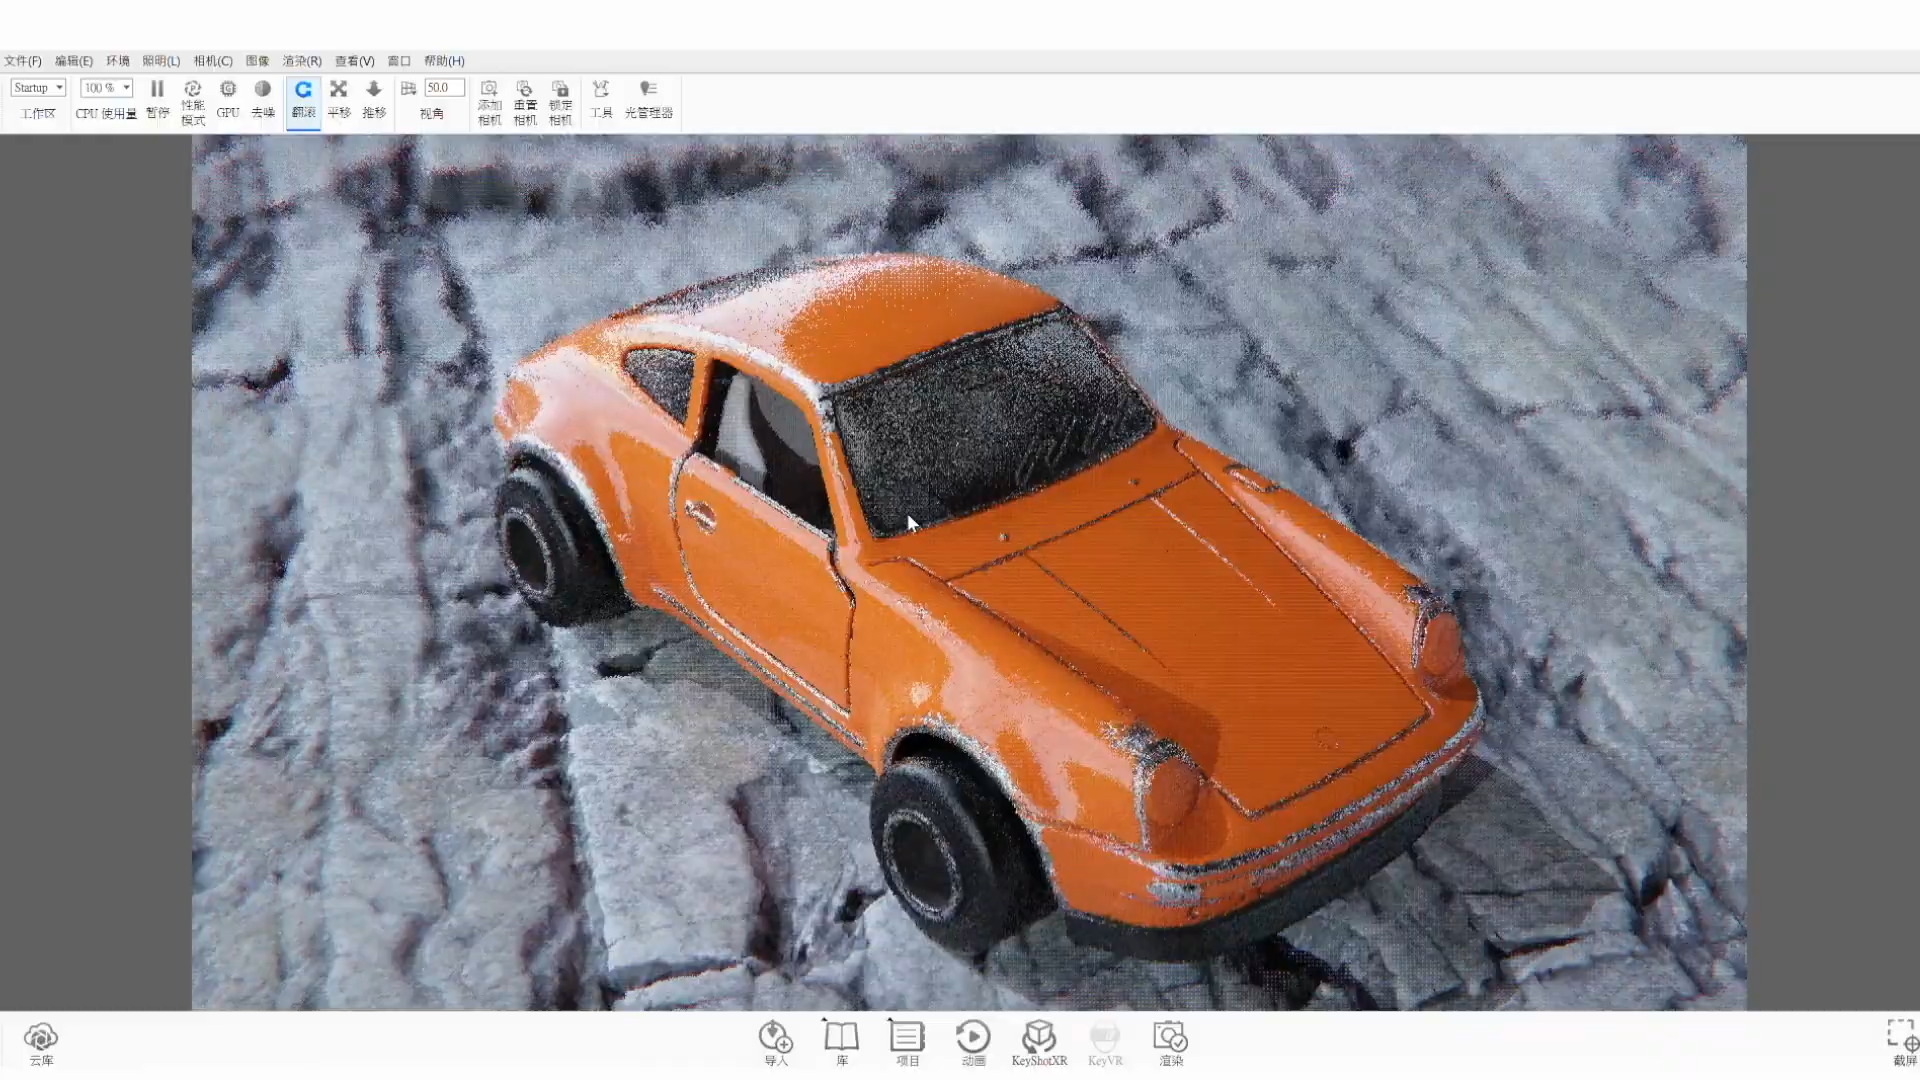 文件(F) 编辑(E) 环境 照明(L) 相机(C) 图像 渲染(R) 查看(V) 窗口 帮助(H)
Startup 100 % 50.0
工作区 CPU 使用量 暂停 性能模式 GPU 去噪 翻滚 平移 推移 视角 添加相机 重置相机 锁定相机 工具 光管理器
云库 导入 库 项目 动画 KeyShotXR KeyVR 渲染 截屏